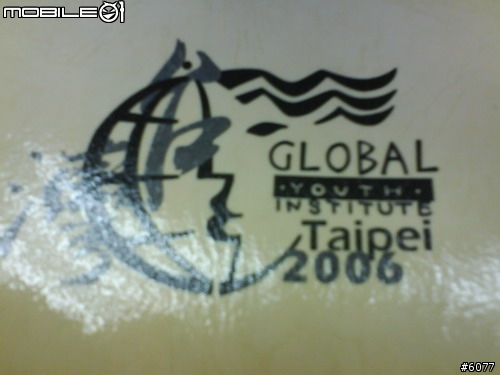 MOBILE01
GLOBAL
·YOUTH·
INSTITUTE
Taipei
2006
#6077